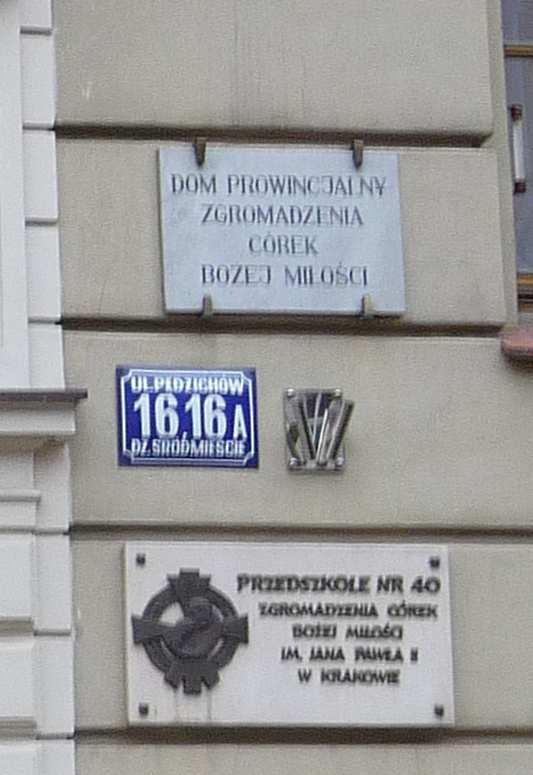 DOM PROWINCJALNY
ZGROMADZENIA
CÓREK
BOŻEJ MIŁOŚCI
UL.PĘDZICHÓW
16,16A
DZ.ŚRÓDMIEŚCIE
PRZEDSZKOLE NR 40
ZGROMADZENIA CÓREK
BOŻEJ MIŁOŚCI
IM. JANA PAWŁA II
W KRAKOWIE